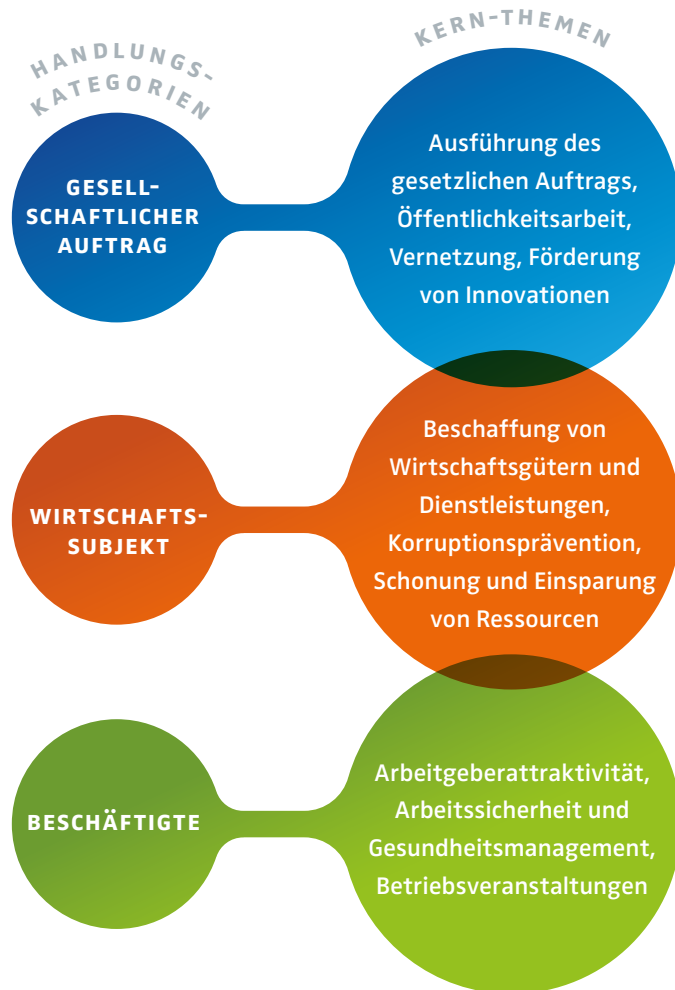 HANDLUNGS-
KATEGORIEN
KERN-THEMEN
GESELL-
SCHAFTLICHER
AUFTRAG
Ausführung des
gesetzlichen Auftrags,
Öffentlichkeitsarbeit,
Vernetzung, Förderung
von Innovationen
WIRTSCHAFTS-
SUBJEKT
Beschaffung von
Wirtschaftsgütern und
Dienstleistungen,
Korruptionsprävention,
Schonung und Einsparung
von Ressourcen
BESCHÄFTIGTE
Arbeitgeberattraktivität,
Arbeitssicherheit und
Gesundheitsmanagement,
Betriebsveranstaltungen